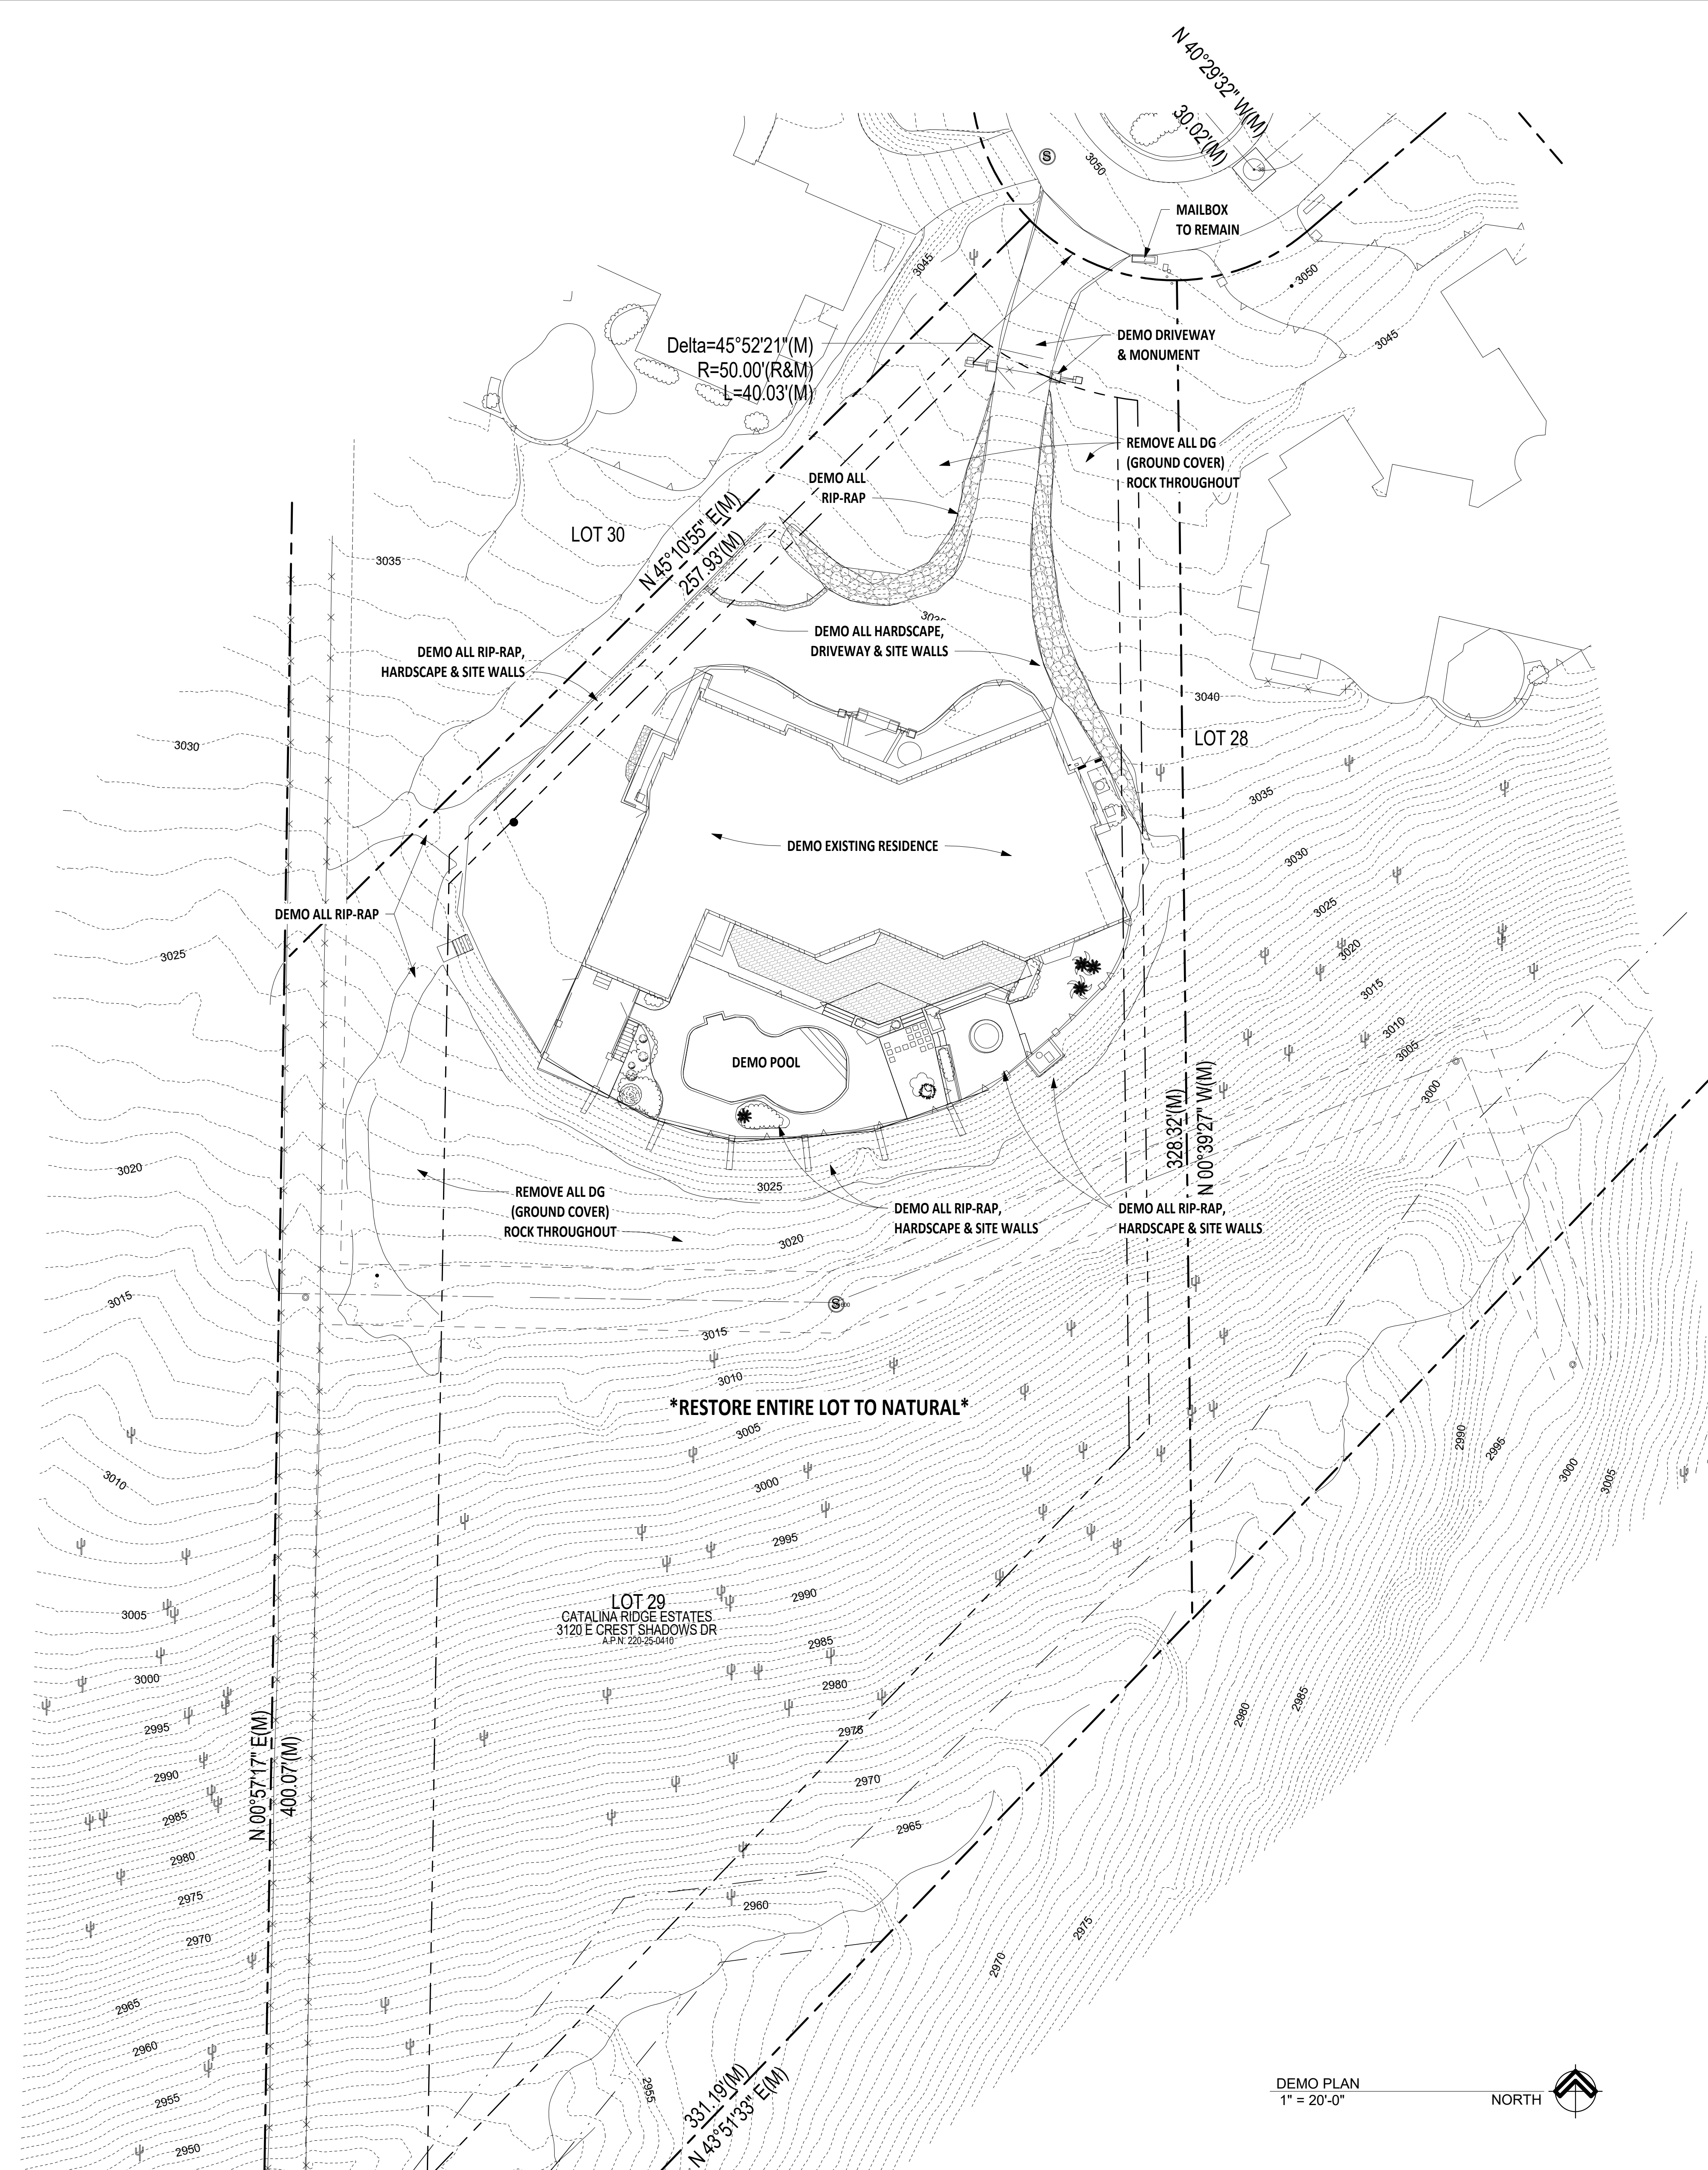 N 40°29'32" W(M)
30.02'(M)
S
3050
MAILBOX
TO REMAIN
3045
3050
3045
Delta=45°52'21"(M)
R=50.00'(R&M)
L=40.03'(M)
DEMO DRIVEWAY
& MONUMENT
REMOVE ALL DG
(GROUND COVER)
ROCK THROUGHOUT
DEMO ALL
RIP-RAP
N 45°10'55" E(M)
257.93'(M)
LOT 30
3035
DEMO ALL HARDSCAPE,
DRIVEWAY & SITE WALLS
DEMO ALL RIP-RAP,
HARDSCAPE & SITE WALLS
3040
LOT 28
3030
3035
DEMO EXISTING RESIDENCE
3030
DEMO ALL RIP-RAP
3025
3025
3020
3015
3010
3005
3000
DEMO POOL
328.32'(M)
N 00°39'27" W(M)
3020
3025
REMOVE ALL DG
(GROUND COVER)
ROCK THROUGHOUT
DEMO ALL RIP-RAP,
HARDSCAPE & SITE WALLS
DEMO ALL RIP-RAP,
HARDSCAPE & SITE WALLS
3020
3015
S
3015
3010
*RESTORE ENTIRE LOT TO NATURAL*
3005
2990
2995
3000
3005
3010
3000
2995
2990
LOT 29
CATALINA RIDGE ESTATES
3120 E CREST SHADOWS DR
A.P.N. 220-25-0410
3005
2985
3000
2980
2980
2985
2995
2975
N 00°57'17" E(M)
400.07'(M)
2990
2970
2985
2965
2980
2975
2960
2970
2970
2975
2965
2960
2955
2955
2950
331.19'(M)
N 43°51'33" E(M)
DEMO PLAN
1" = 20'-0"
NORTH